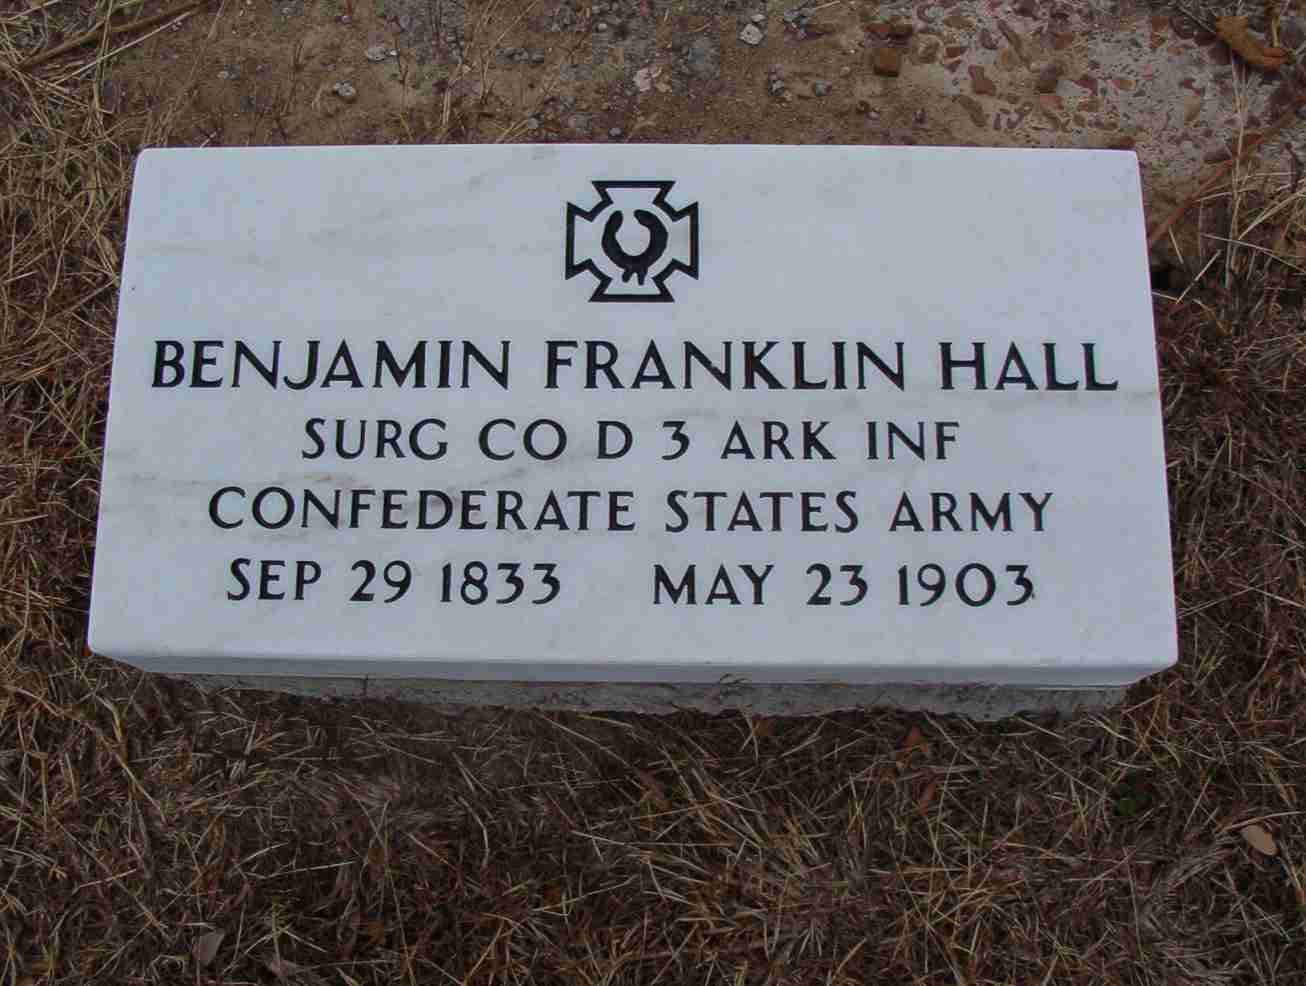 BENJAMIN FRANKLIN HALL
SURG CO D 3 ARK INF
CONFEDERATE STATES ARMY
SEP 29 1833 MAY 23 1903